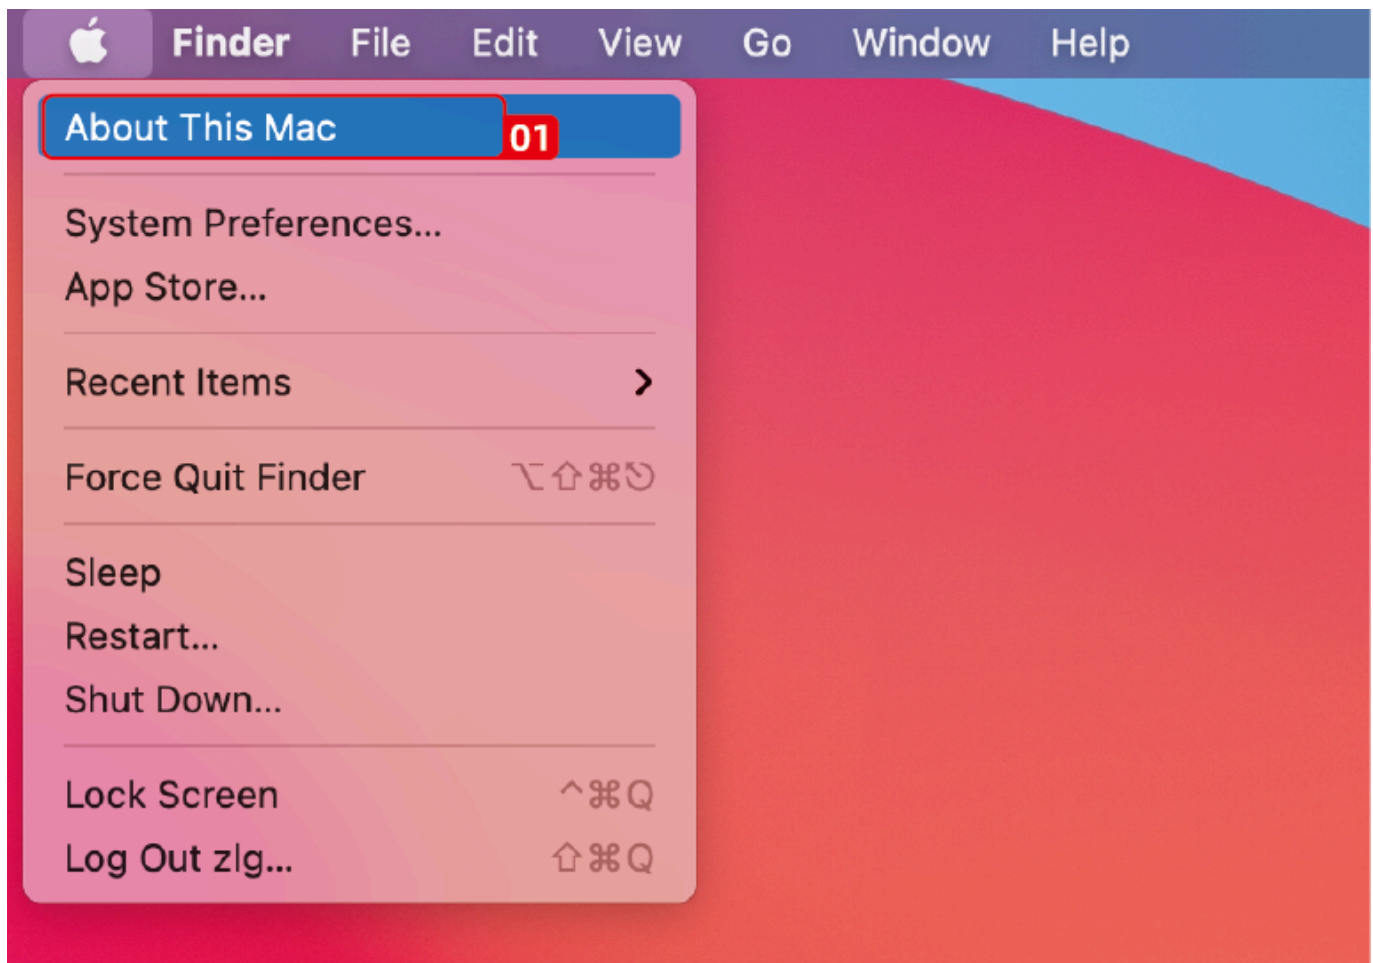 Finder File Edit View Go Window Help
About This Mac 01
System Preferences...
App Store...
Recent Items
Force Quit Finder ⌥⇧⌘⎋
Sleep
Restart...
Shut Down...
Lock Screen ^⌘Q
Log Out zlg... ⇧⌘Q